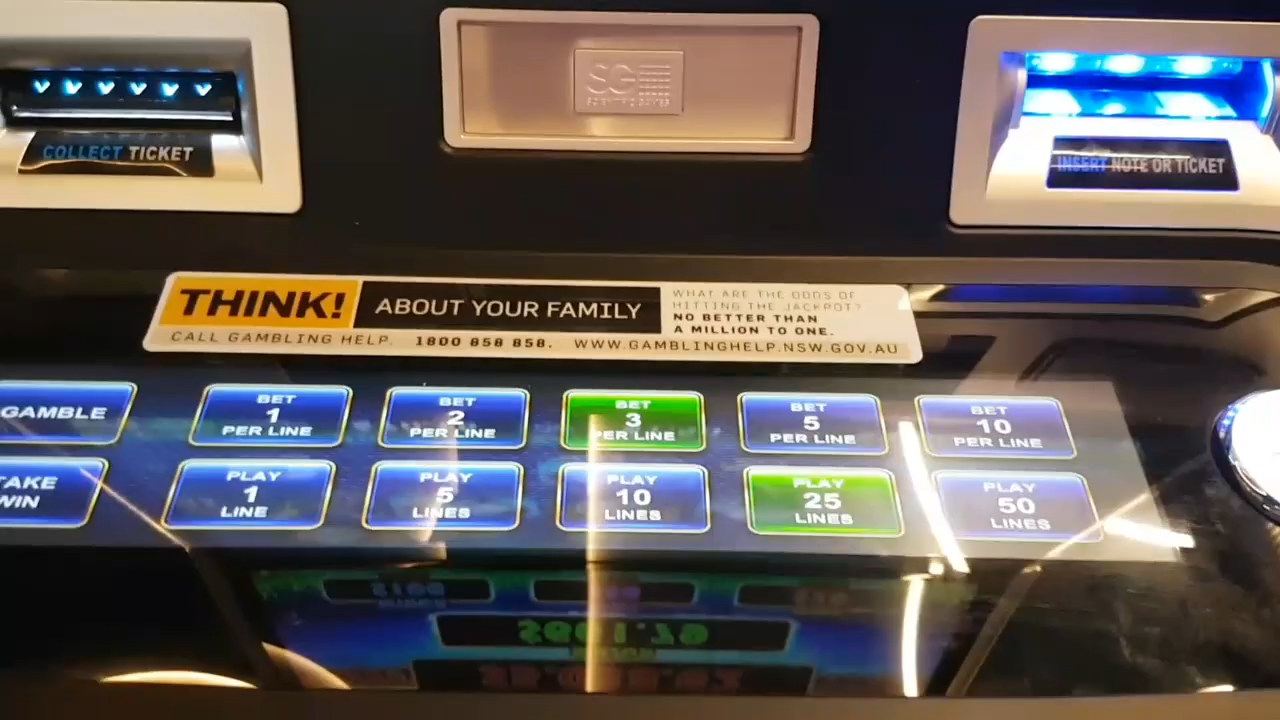 SG
SCIENTIFIC GAMES
COLLECT TICKET
INSERT NOTE OR TICKET
THINK!
ABOUT YOUR FAMILY
WHAT ARE THE ODDS OF
HITTING THE JACKPOT?
NO BETTER THAN
A MILLION TO ONE.
CALL GAMBLING HELP. 1800 858 858. WWW.GAMBLINGHELP.NSW.GOV.AU
GAMBLE
BET
1
PER LINE
BET
2
PER LINE
BET
3
PER LINE
BET
5
PER LINE
BET
10
PER LINE
TAKE
WIN
PLAY
1
LINE
PLAY
5
LINES
PLAY
10
LINES
PLAY
25
LINES
PLAY
50
LINES